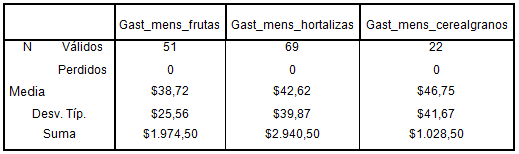 Gast_mens_frutas Gast_mens_hortalizas Gast_mens_cerealgranos
N Válidos 51 69 22
Perdidos 0 0 0
Media $38,72 $42,62 $46,75
Desv. Típ. $25,56 $39,87 $41,67
Suma $1.974,50 $2.940,50 $1.028,50